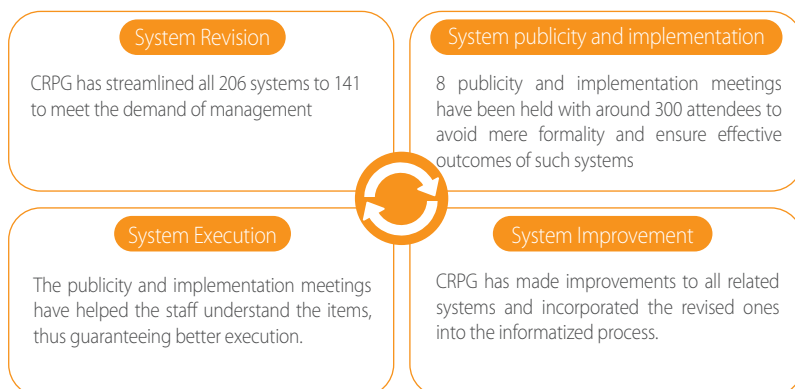 System Revision
CRPG has streamlined all 206 systems to 141
to meet the demand of management
System publicity and implementation
8 publicity and implementation meetings
have been held with around 300 attendees to
avoid mere formality and ensure effective
outcomes of such systems
System Execution
The publicity and implementation meetings
have helped the staff understand the items,
thus guaranteeing better execution.
System Improvement
CRPG has made improvements to all related
systems and incorporated the revised ones
into the informatized process.